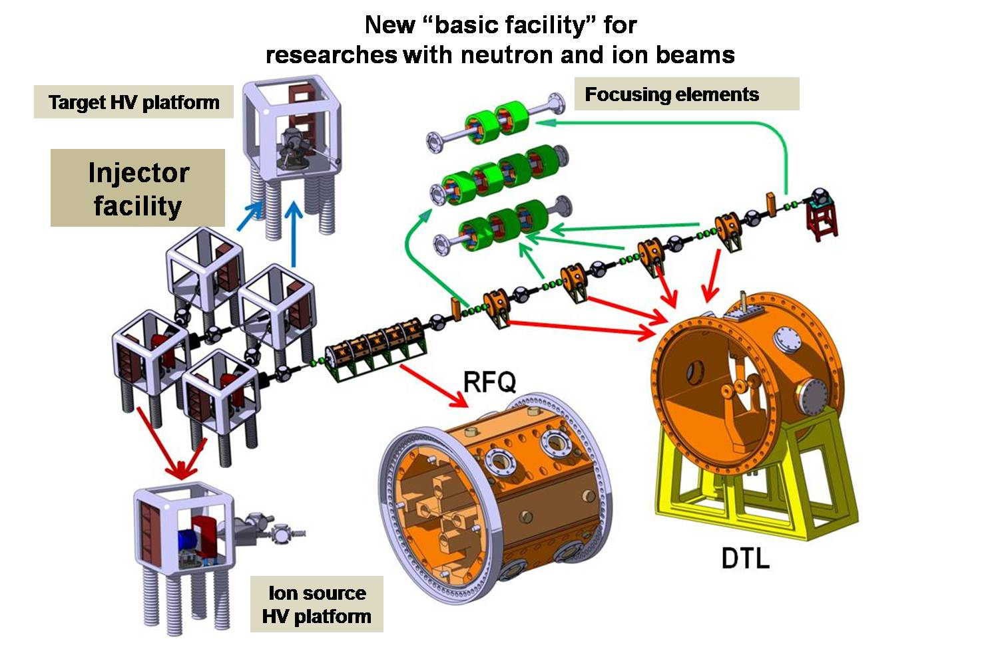 New “basic facility” for
researches with neutron and ion beams
Target HV platform
Focusing elements
Injector
facility
RFQ
DTL
Ion source
HV platform